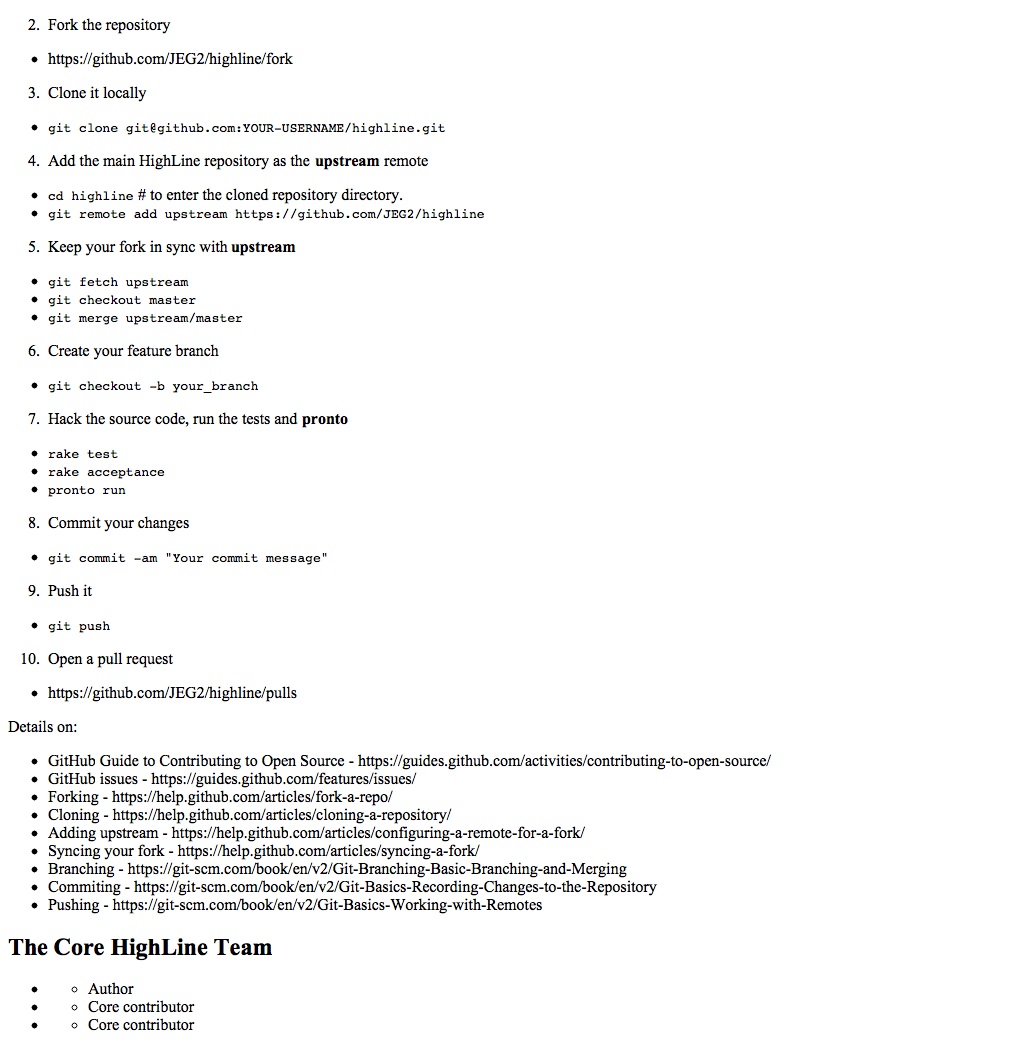 2. Fork the repository
• https://github.com/JEG2/highline/fork
3. Clone it locally
• git clone git@github.com:YOUR-USERNAME/highline.git
4. Add the main HighLine repository as the upstream remote
• cd highline # to enter the cloned repository directory.
• git remote add upstream https://github.com/JEG2/highline
5. Keep your fork in sync with upstream
• git fetch upstream
• git checkout master
• git merge upstream/master
6. Create your feature branch
• git checkout -b your_branch
7. Hack the source code, run the tests and pronto
• rake test
• rake acceptance
• pronto run
8. Commit your changes
• git commit -am "Your commit message"
9. Push it
• git push
10. Open a pull request
• https://github.com/JEG2/highline/pulls
Details on:
• GitHub Guide to Contributing to Open Source - https://guides.github.com/activities/contributing-to-open-source/
• GitHub issues - https://guides.github.com/features/issues/
• Forking - https://help.github.com/articles/fork-a-repo/
• Cloning - https://help.github.com/articles/cloning-a-repository/
• Adding upstream - https://help.github.com/articles/configuring-a-remote-for-a-fork/
• Syncing your fork - https://help.github.com/articles/syncing-a-fork/
• Branching - https://git-scm.com/book/en/v2/Git-Branching-Basic-Branching-and-Merging
• Commiting - https://git-scm.com/book/en/v2/Git-Basics-Recording-Changes-to-the-Repository
• Pushing - https://git-scm.com/book/en/v2/Git-Basics-Working-with-Remotes
The Core HighLine Team
• ◦ Author
• ◦ Core contributor
• ◦ Core contributor